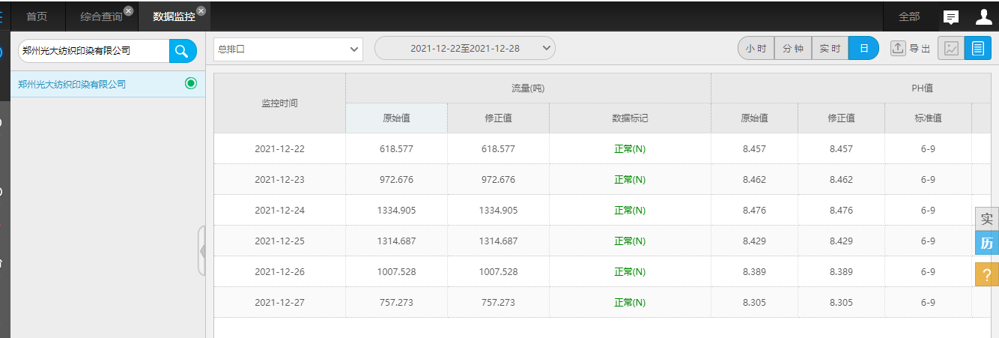 首页 综合查询 数据监控 全部
郑州光大纺织印染有限公司 总排口 2021-12-22至2021-12-28 小时 分钟 实时 日 导出
郑州光大纺织印染有限公司
监控时间 流量(吨) PH值
原始值 修正值 数据标记 原始值 修正值 标准值
2021-12-22 618.577 618.577 正常(N) 8.457 8.457 6-9
2021-12-23 972.676 972.676 正常(N) 8.462 8.462 6-9
2021-12-24 1334.905 1334.905 正常(N) 8.476 8.476 6-9
2021-12-25 1314.687 1314.687 正常(N) 8.429 8.429 6-9
2021-12-26 1007.528 1007.528 正常(N) 8.389 8.389 6-9
2021-12-27 757.273 757.273 正常(N) 8.305 8.305 6-9
实
历
?